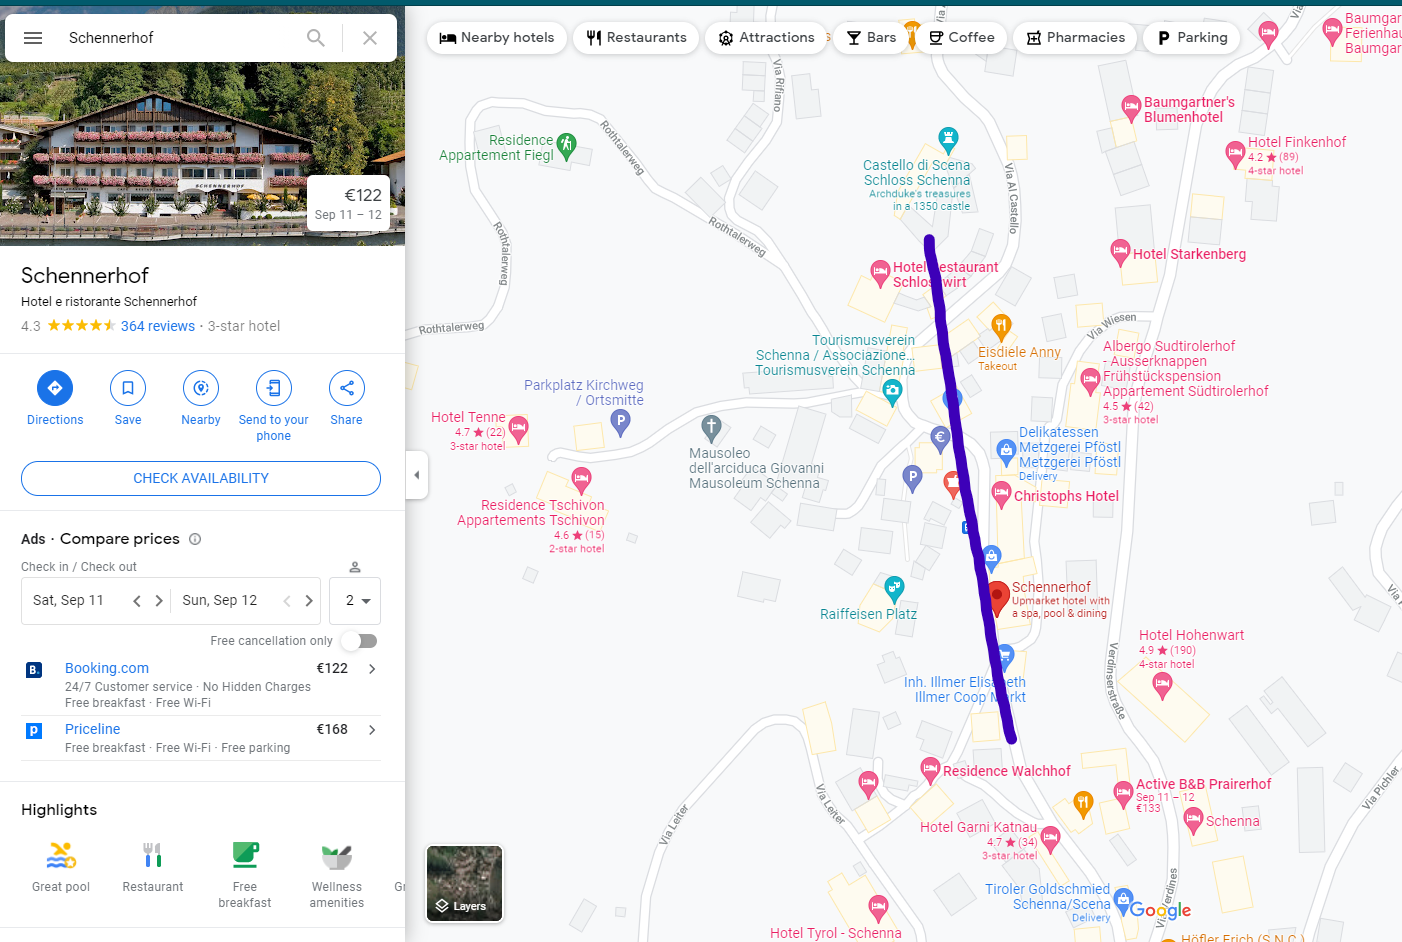 Schennerhof
Nearby hotels
Restaurants
Attractions
Bars
Coffee
Pharmacies
Parking
SCHENNERHOF
€122
Sep 11 – 12
Schennerhof
Hotel e ristorante Schennerhof
4.3 364 reviews · 3-star hotel
Directions
Save
Nearby
Send to your
phone
Share
CHECK AVAILABILITY
Ads · Compare prices
Check in / Check out
Sat, Sep 11
Sun, Sep 12
2
Free cancellation only
B.
Booking.com
€122
24/7 Customer service · No Hidden Charges
Free breakfast · Free Wi-Fi
P
Priceline
€168
Free breakfast · Free Wi-Fi · Free parking
Highlights
Great pool
Restaurant
Free
breakfast
Wellness
amenities
Layers
Residence
Appartement Fiegl
Rothtalerweg
Rothtalerweg
Rothtalerweg
Rothtalerweg
Via Rifiano
Via Al Castello
Castello di Scena
Schloss Schenna
Archduke's treasures
in a 1350 castle
Baumgartner's
Blumenhotel
Hotel Finkenhof
4.2 ★ (89)
4-star hotel
Hotel Starkenberg
Via Wiesen
Hotel Restaurant
Schlosswirt
Eisdiele Anny
Takeout
Tourismusverein
Schenna / Associazione...
Tourismusverein Schenna
Albergo Sudtirolerhof
- Ausserknappen
Frühstückspension
Appartement Südtirolerhof
4.5 ★ (42)
3-star hotel
Parkplatz Kirchweg
/ Ortsmitte
Hotel Tenne
4.7 ★ (22)
3-star hotel
Mausoleo
dell'arciduca Giovanni
Mausoleum Schenna
Delikatessen
Metzgerei Pföstl
Metzgerei Pföstl
Delivery
Christophs Hotel
Residence Tschivon
Appartements Tschivon
4.6 ★ (15)
2-star hotel
Schennerhof
Upmarket hotel with
a spa, pool & dining
Raiffeisen Platz
Hotel Hohenwart
4.9 ★ (190)
4-star hotel
Verdinserstraße
Inh. Illmer Elisabeth
Illmer Coop Markt
Residence Walchhof
Active B&B Prairerhof
Sep 11 – 12
€133
Schenna
Via Leiter
Via Leiter
Via Pichler
Hotel Garni Katnau
4.7 ★ (34)
3-star hotel
Tiroler Goldschmied
Schenna/Scena
Delivery
Google
Hotel Tyrol - Schenna
Höfler Erich (S.N.C.)